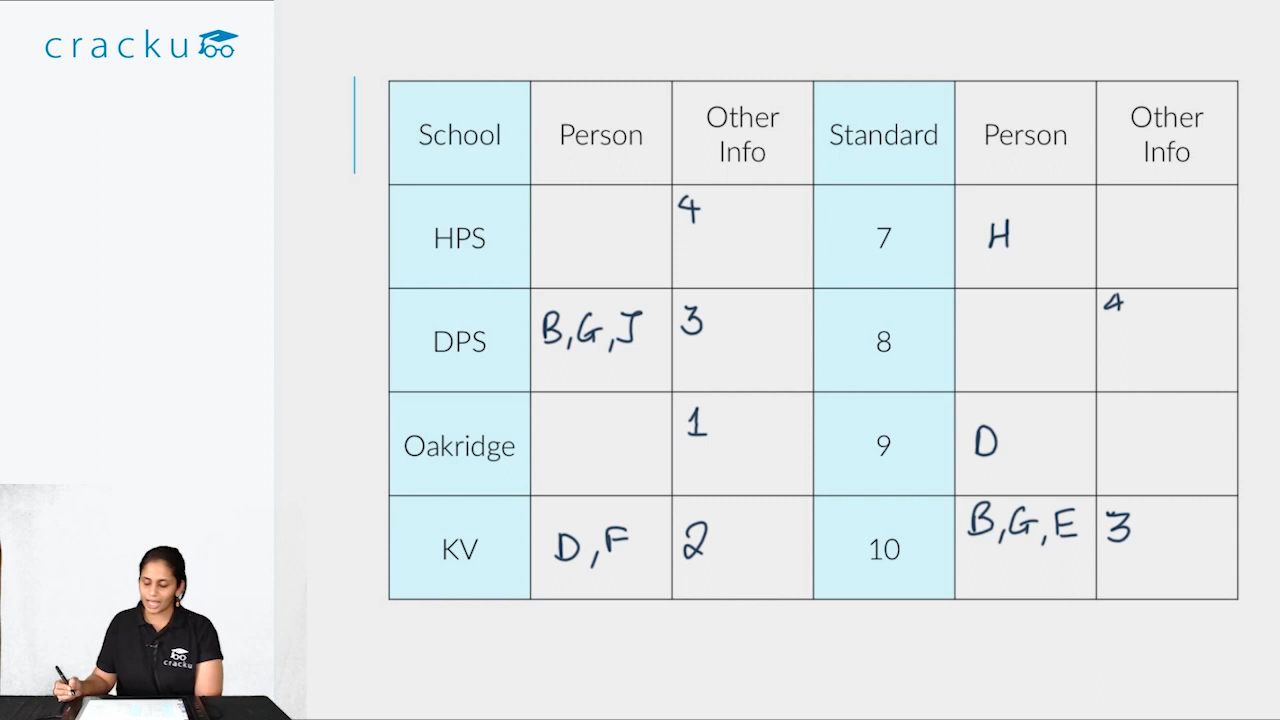 cracku
School Person Other Info Standard Person Other Info
HPS 4 7 H
DPS B,G,J 3 8 4
Oakridge 1 9 D
KV D,F 2 10 B,G,E 3
cracku